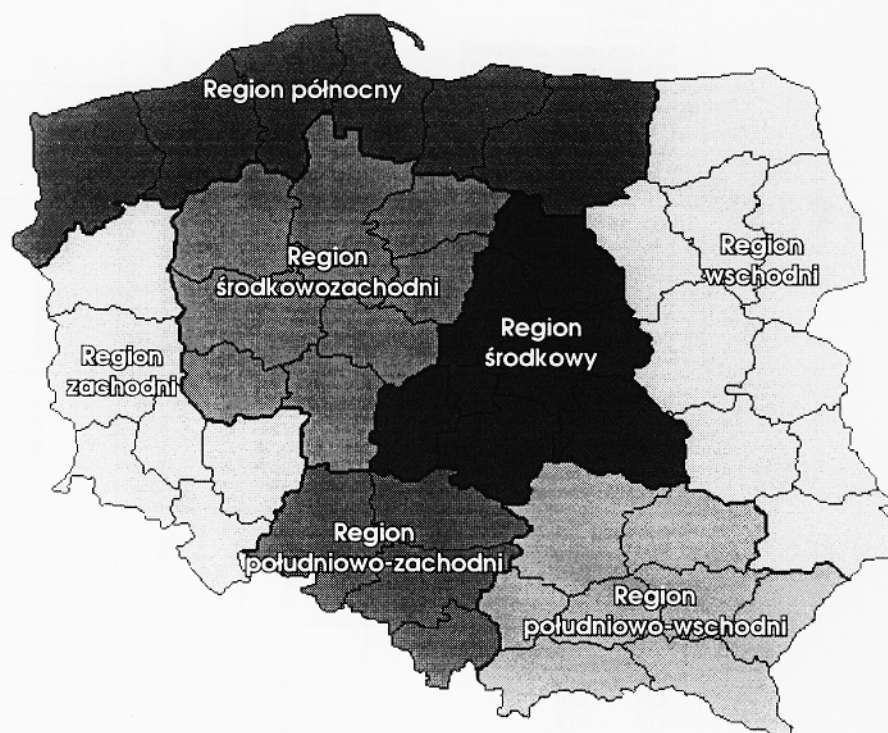 Region północny
Region
wschodni
Region
środkowozachodni
Region
środkowy
Region
zachodni
Region
południowo-zachodni
Region
południowo-wschodni